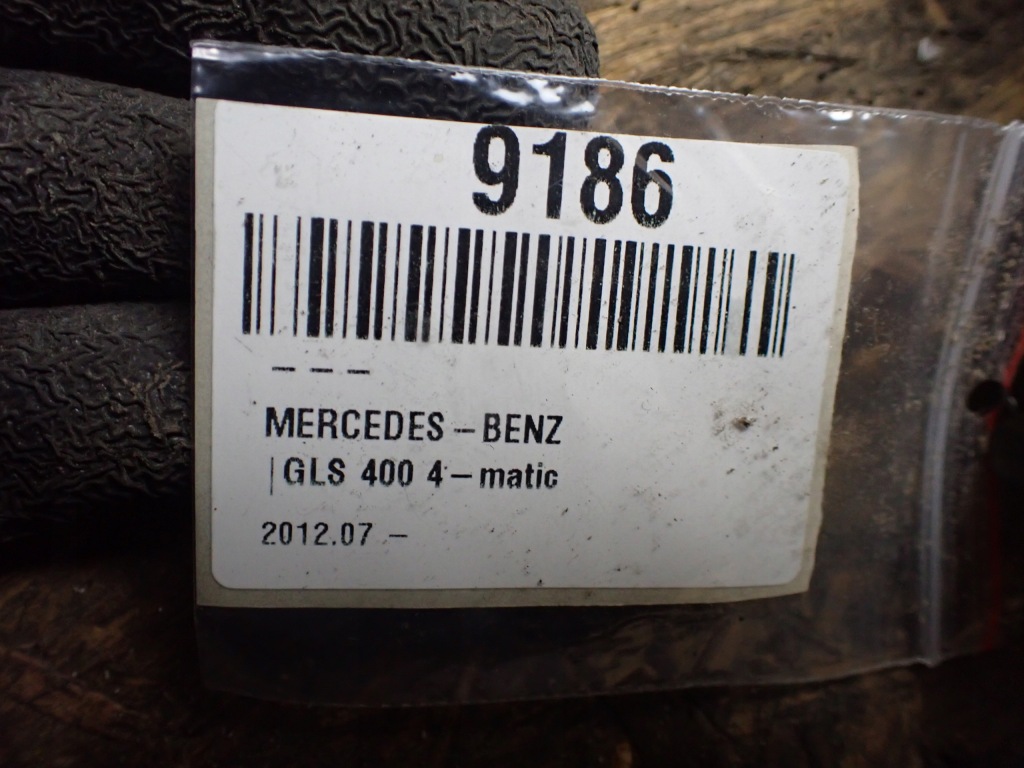 9186
---
MERCEDES-BENZ
|GLS 400 4-matic
2012.07 -